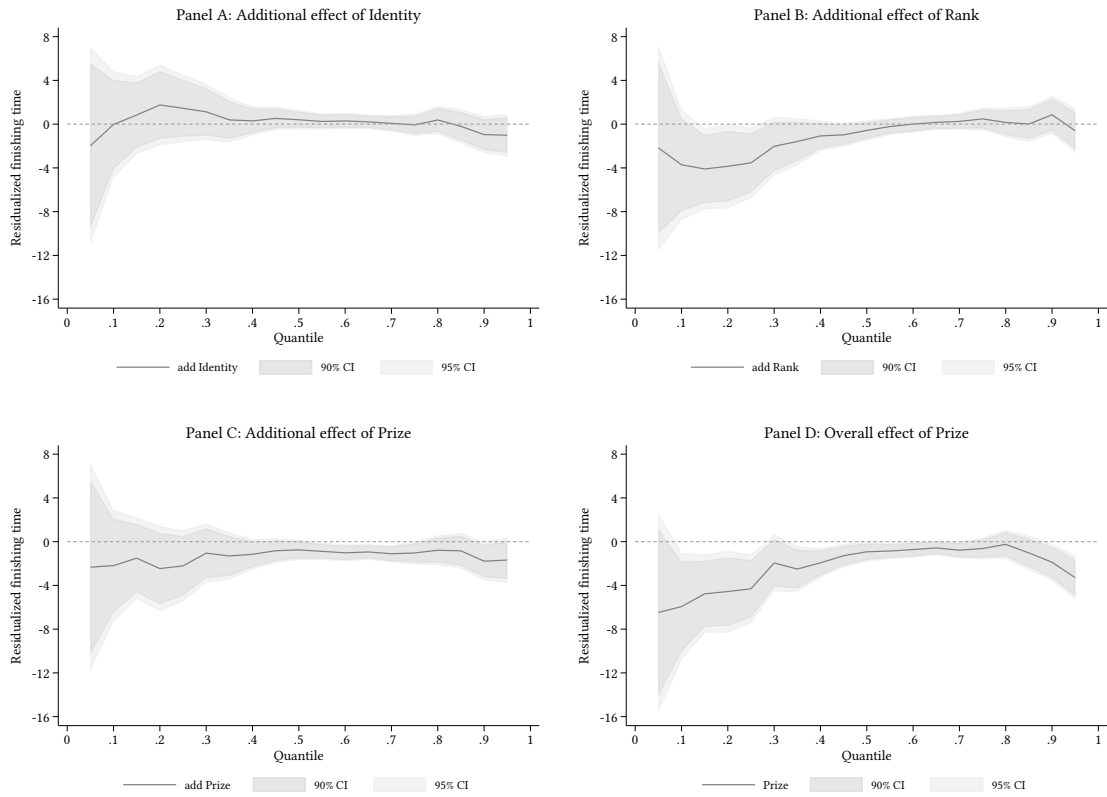 Panel A: Additional effect of Identity
Residualized finishing time
8
4
0
-4
-8
-12
-16
0 .1 .2 .3 .4 .5 .6 .7 .8 .9 1
Quantile
add Identity 90% CI 95% CI
Panel B: Additional effect of Rank
Residualized finishing time
8
4
0
-4
-8
-12
-16
0 .1 .2 .3 .4 .5 .6 .7 .8 .9 1
Quantile
add Rank 90% CI 95% CI
Panel C: Additional effect of Prize
Residualized finishing time
8
4
0
-4
-8
-12
-16
0 .1 .2 .3 .4 .5 .6 .7 .8 .9 1
Quantile
add Prize 90% CI 95% CI
Panel D: Overall effect of Prize
Residualized finishing time
8
4
0
-4
-8
-12
-16
0 .1 .2 .3 .4 .5 .6 .7 .8 .9 1
Quantile
Prize 90% CI 95% CI